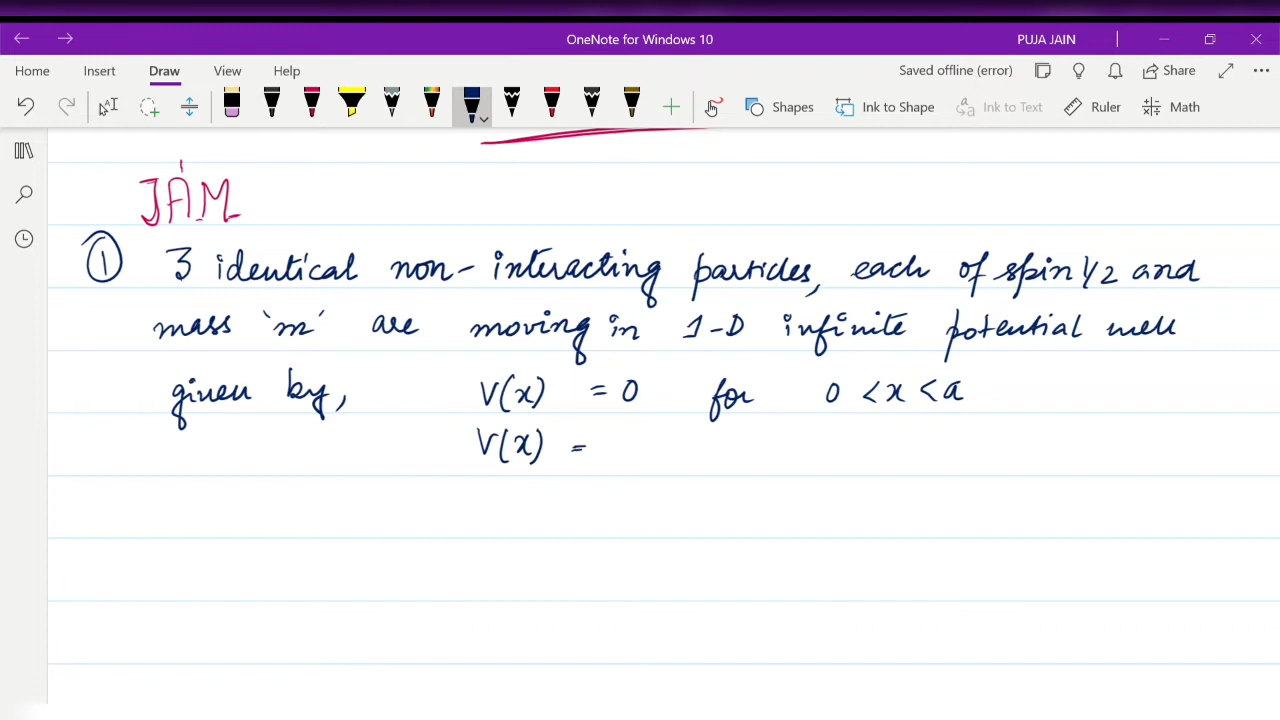 OneNote for Windows 10
PUJA JAIN
Home Insert Draw View Help
Saved offline (error)
Share
Shapes
Ink to Shape
Ink to Text
Ruler
Math
JAM
① 3 identical non-interacting particles, each of spin 1/2 and
mass 'm' are moving in 1-D infinite potential well
given by, V(x) = 0 for 0 < x < a
V(x) =